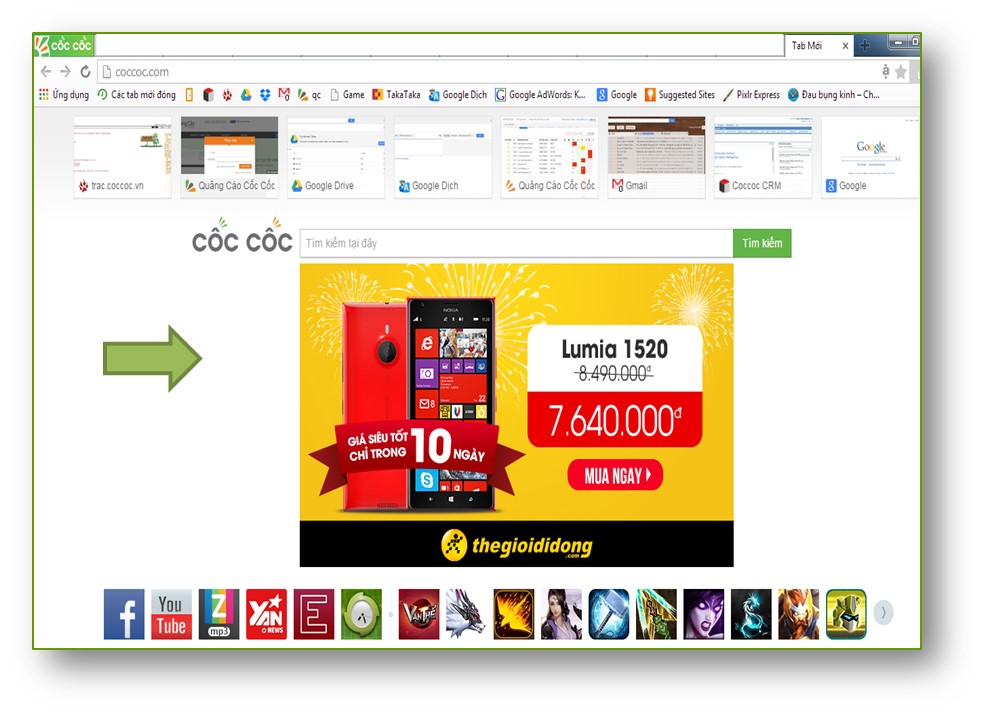 cốc cốc
Tab Mới
coccoc.com
Ứng dụng Các tab mới đóng qc Game TakaTaka Google Dịch Google AdWords: K... Google Suggested Sites Pixlr Express Đau bụng kinh – Ch...
trac.coccoc.vn Quảng Cáo Cốc Cốc Google Drive Google Dịch Quảng Cáo Cốc Cốc Gmail Coccoc CRM Google
Google
cốc cốc Tìm kiếm tại đây Tìm kiếm
NOKIA
Lumia 1520
8.490.000đ
7.640.000đ
GIÁ SIÊU TỐT
CHỈ TRONG 10 NGÀY
MUA NGAY
thegioididong
.com
You
Tube
Z
mp3
YAN
NEWS
E